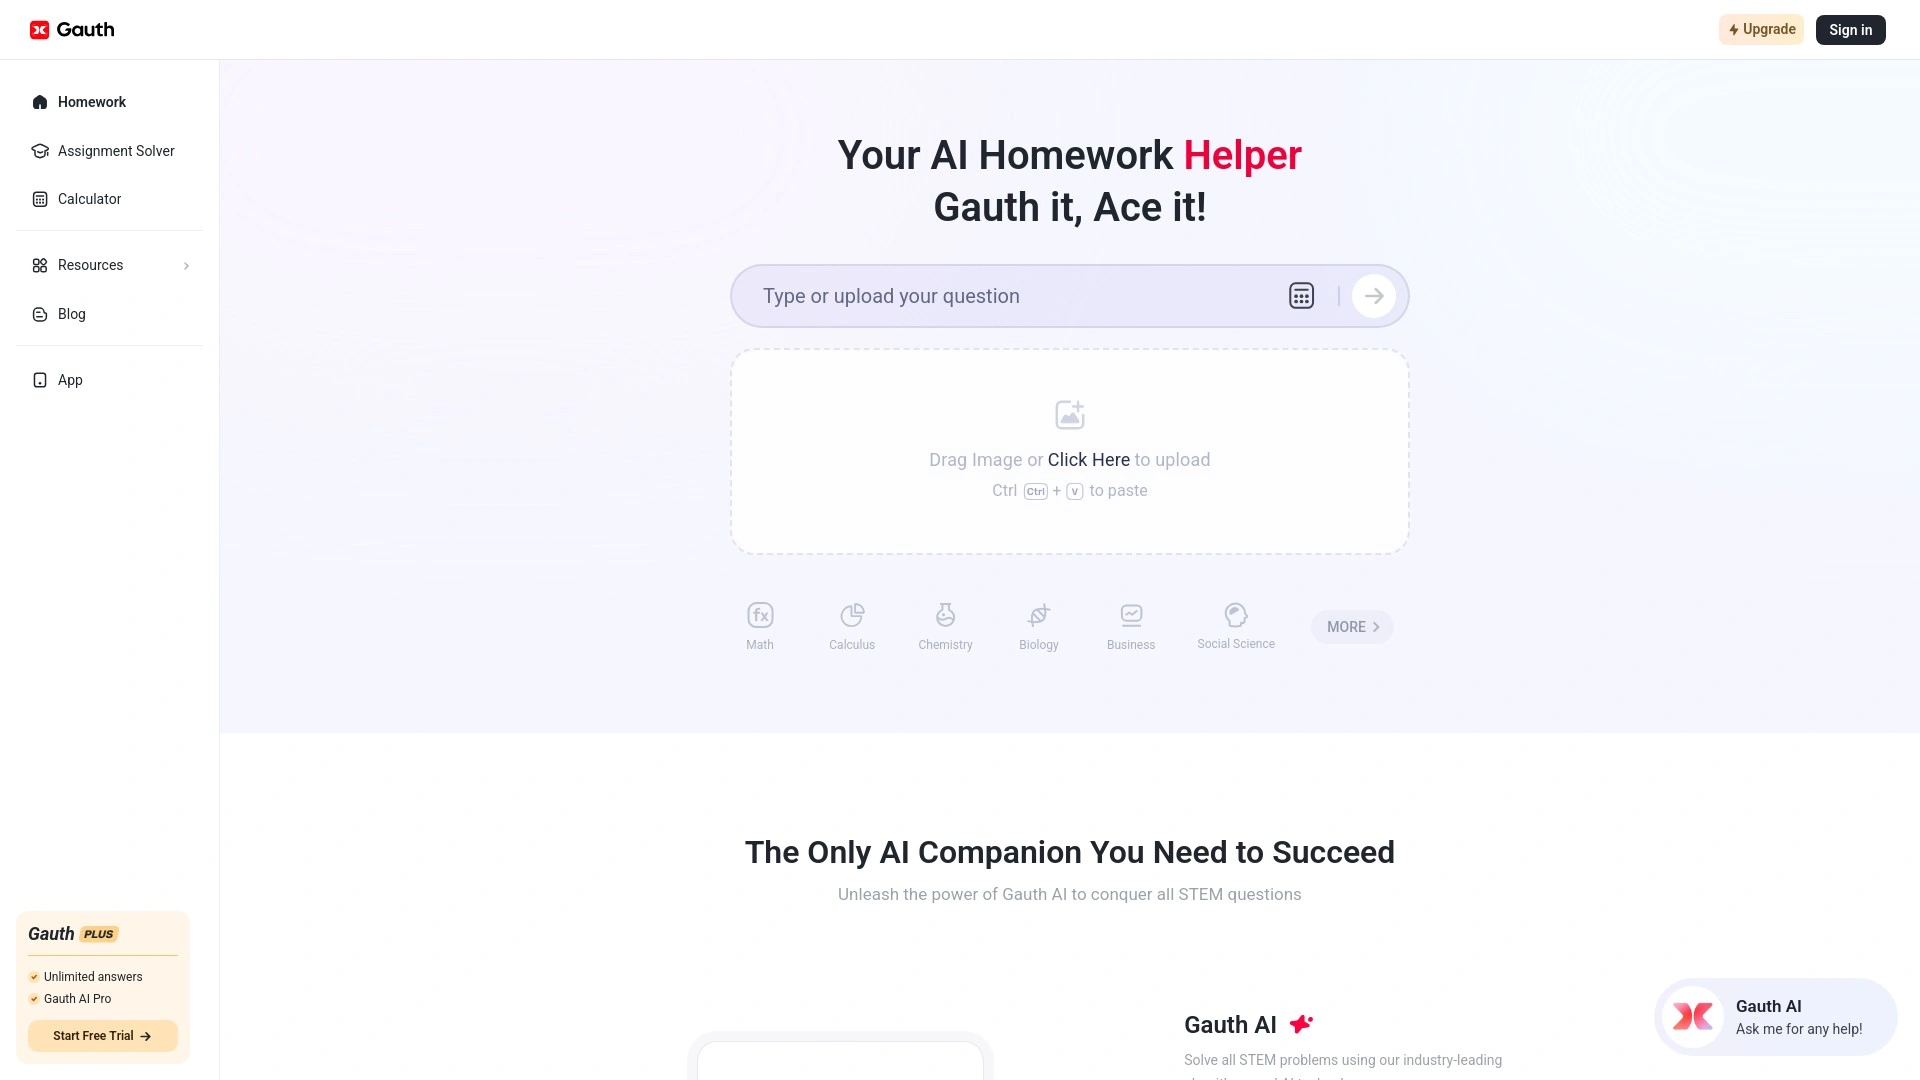 Gauth
Upgrade
Sign in
Homework
Assignment Solver
Calculator
Resources
Blog
App
Your AI Homework Helper
Gauth it, Ace it!
Type or upload your question
Drag Image or Click Here to upload
Ctrl Ctrl + V to paste
fx
Math
Calculus
Chemistry
Biology
Business
Social Science
MORE
The Only AI Companion You Need to Succeed
Unleash the power of Gauth AI to conquer all STEM questions
Gauth PLUS
Unlimited answers
Gauth AI Pro
Start Free Trial
Gauth AI
Solve all STEM problems using our industry-leading
Gauth AI
Ask me for any help!